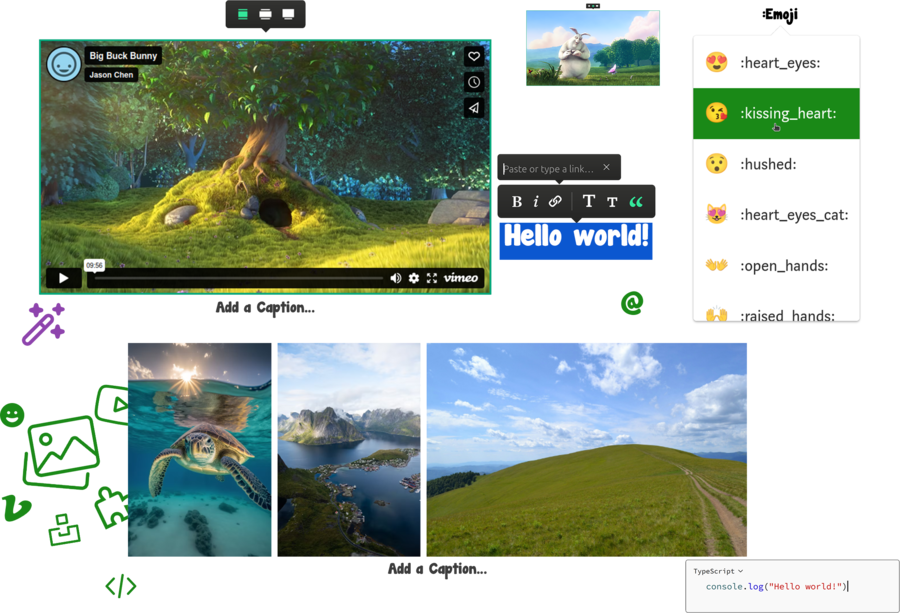 :Emoji
Big Buck Bunny
Jason Chen
:heart_eyes:
:kissing_heart:
:hushed:
:heart_eyes_cat:
:open_hands:
:raised_hands:
Paste or type a link...
B i T T
Hello world!
09:56
vimeo
Add a Caption...
@
Add a Caption...
</>
TypeScript
console.log("Hello world!")